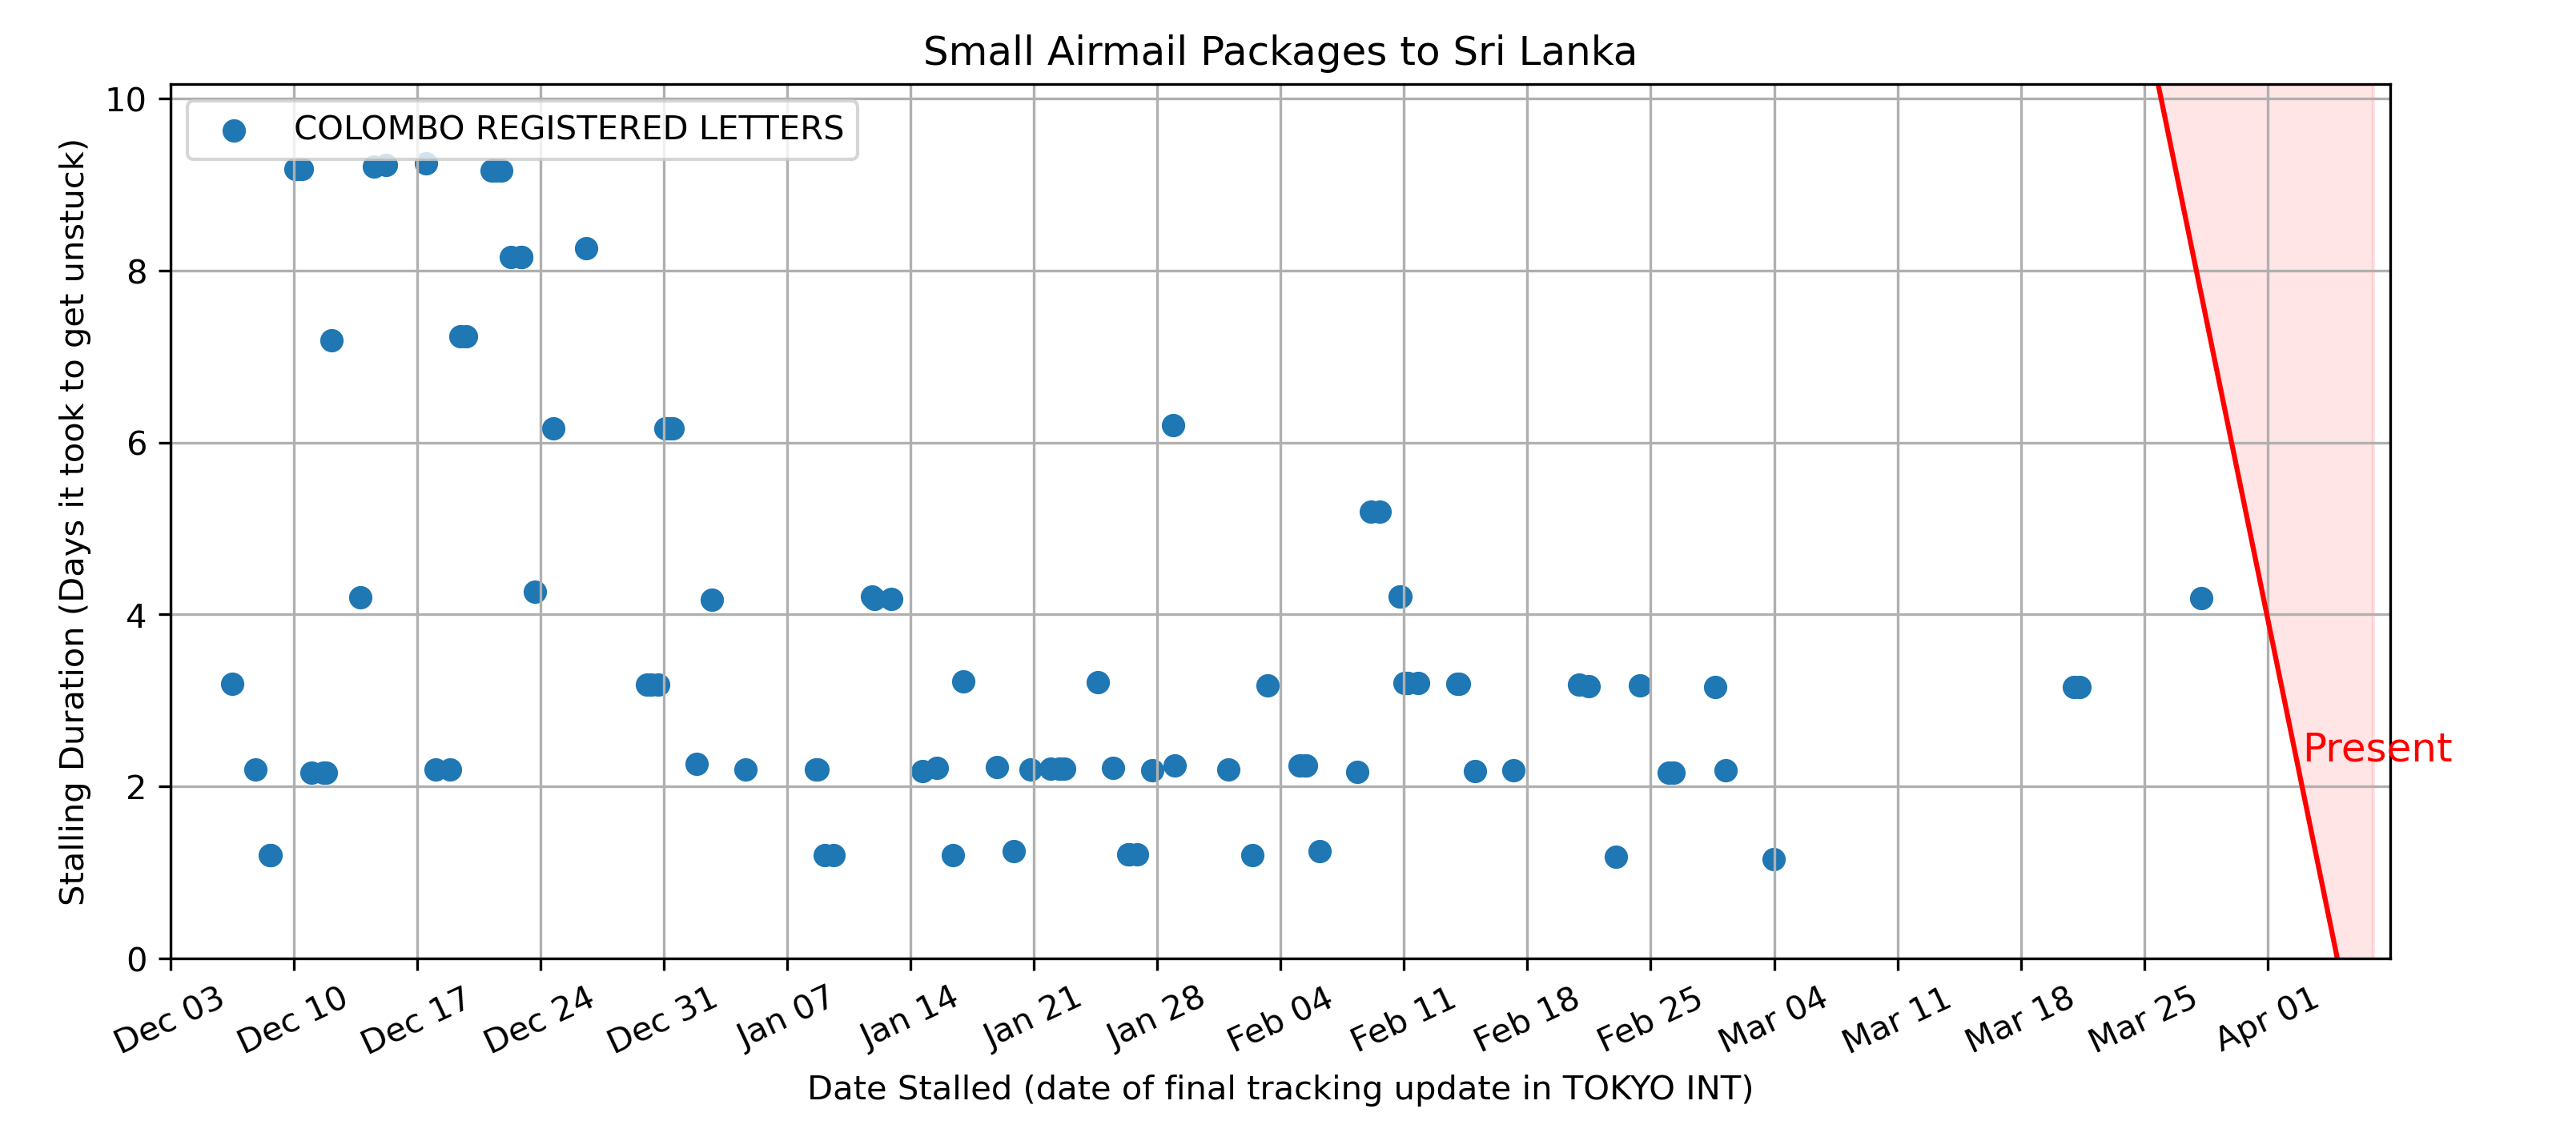 Small Airmail Packages to Sri Lanka
COLOMBO REGISTERED LETTERS
Stalling Duration (Days it took to get unstuck)
10
8
6
4
2
0
Present
Dec 03
Dec 10
Dec 17
Dec 24
Dec 31
Jan 07
Jan 14
Jan 21
Jan 28
Feb 04
Feb 11
Feb 18
Feb 25
Mar 04
Mar 11
Mar 18
Mar 25
Apr 01
Date Stalled (date of final tracking update in TOKYO INT)